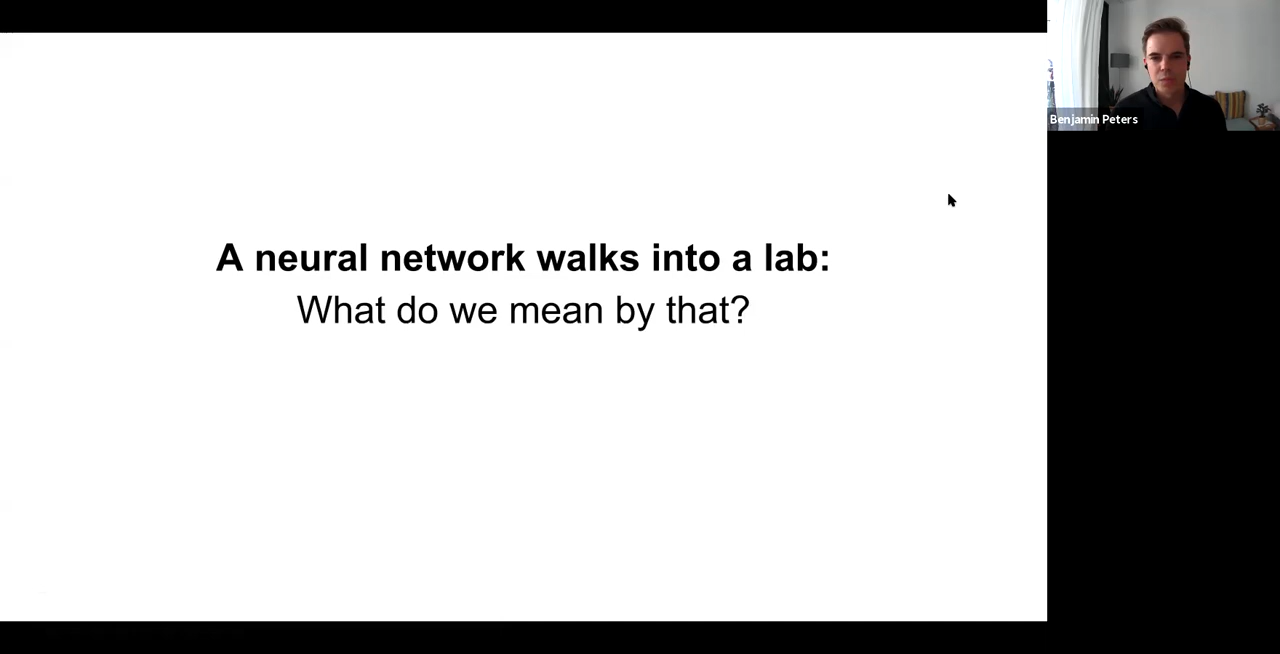 A neural network walks into a lab:
What do we mean by that?
Benjamin Peters